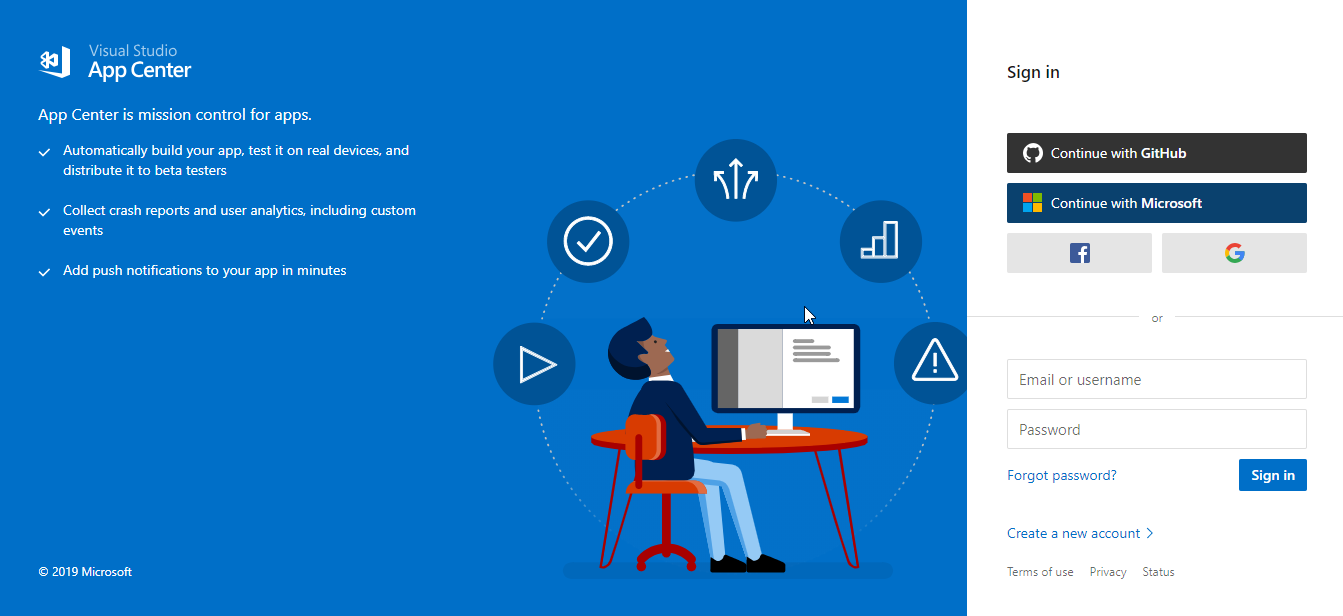 Visual Studio
App Center
App Center is mission control for apps.
Automatically build your app, test it on real devices, and
distribute it to beta testers
Collect crash reports and user analytics, including custom
events
Add push notifications to your app in minutes
© 2019 Microsoft
Sign in
Continue with GitHub
Continue with Microsoft
or
Email or username
Password
Forgot password?
Sign in
Create a new account
Terms of use Privacy Status